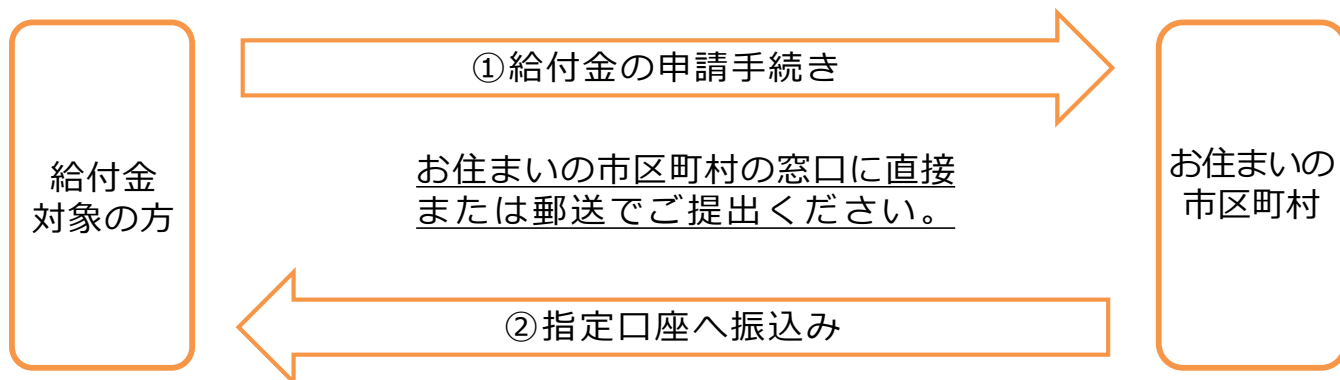 給付金
対象の方
①給付金の申請手続き
お住まいの市区町村の窓口に直接
または郵送でご提出ください。
②指定口座へ振込み
お住まいの
市区町村